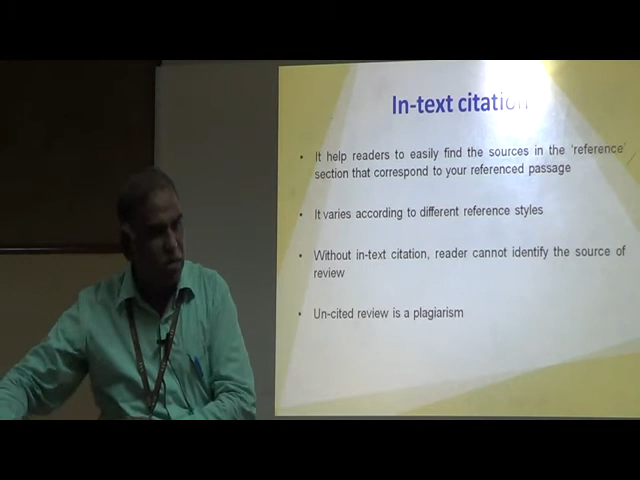 In-text citation
• It help readers to easily find the sources in the ‘reference’
section that correspond to your referenced passage
• It varies according to different reference styles
• Without in-text citation, reader cannot identify the source of
review
• Un-cited review is a plagiarism